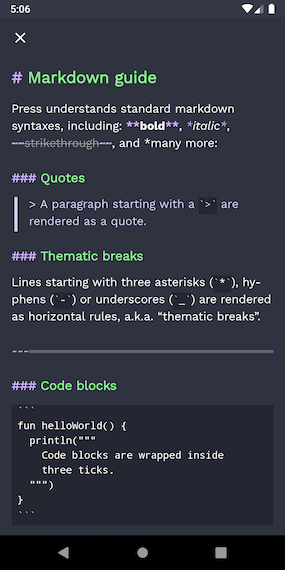 5:06
# Markdown guide
Press understands standard markdown
syntaxes, including: **bold**, *italic*,
~~strikethrough~~, and *many more:
### Quotes
> A paragraph starting with a `>` are
rendered as a quote.
### Thematic breaks
Lines starting with three asterisks (`*`), hy-
phens (`-`) or underscores (`_`) are rendered
as horizontal rules, a.k.a. “thematic breaks”.
---
### Code blocks
```
fun helloWorld() {
  println("""
    Code blocks are wrapped inside
    three ticks.
  """)
}
```